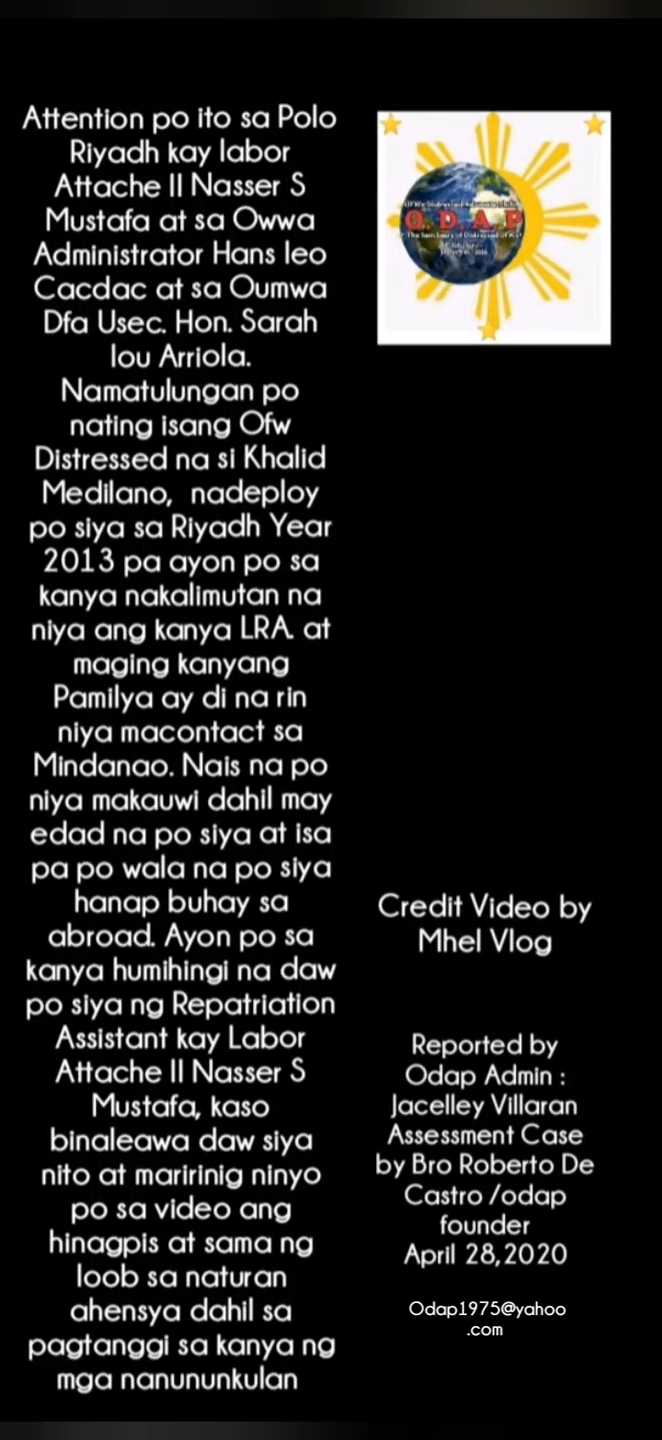 Attention po ito sa Polo
Riyadh kay labor
Attache II Nasser S
Mustafa at sa Owwa
Administrator Hans leo
Cacdac at sa Oumwa
Dfa Usec. Hon. Sarah
lou Arriola.
Namatulungan po
nating isang Ofw
Distressed na si Khalid
Medilano, nadeploy
po siya sa Riyadh Year
2013 pa ayon po sa
kanya nakalimutan na
niya ang kanya LRA at
maging kanyang
Pamilya ay di na rin
niya macontact sa
Mindanao. Nais na po
niya makauwi dahil may
edad na po siya at isa
pa po wala na po siya
hanap buhay sa
abroad. Ayon po sa
kanya humihingi na daw
po siya ng Repatriation
Assistant kay Labor
Attache II Nasser S
Mustafa, kaso
binaleawa daw siya
nito at maririnig ninyo
po sa video ang
hinagpis at sama ng
loob sa naturan
ahensya dahil sa
pagtanggi sa kanya ng
mga nanununkulan
O.D.A.P
Credit Video by
Mhel Vlog
Reported by
Odap Admin :
Jacelley Villaran
Assessment Case
by Bro Roberto De
Castro /odap
founder
April 28,2020
Odap1975@yahoo
.com